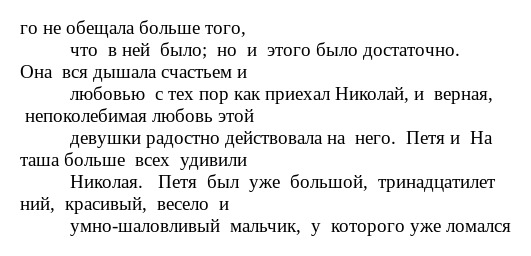 го не обещала больше того,
что в ней было; но и этого было достаточно.
Она вся дышала счастьем и
любовью с тех пор как приехал Николай, и верная,
непоколебимая любовь этой
девушки радостно действовала на него. Петя и На
таша больше всех удивили
Николая. Петя был уже большой, тринадцатилет
ний, красивый, весело и
умно-шаловливый мальчик, у которого уже ломался